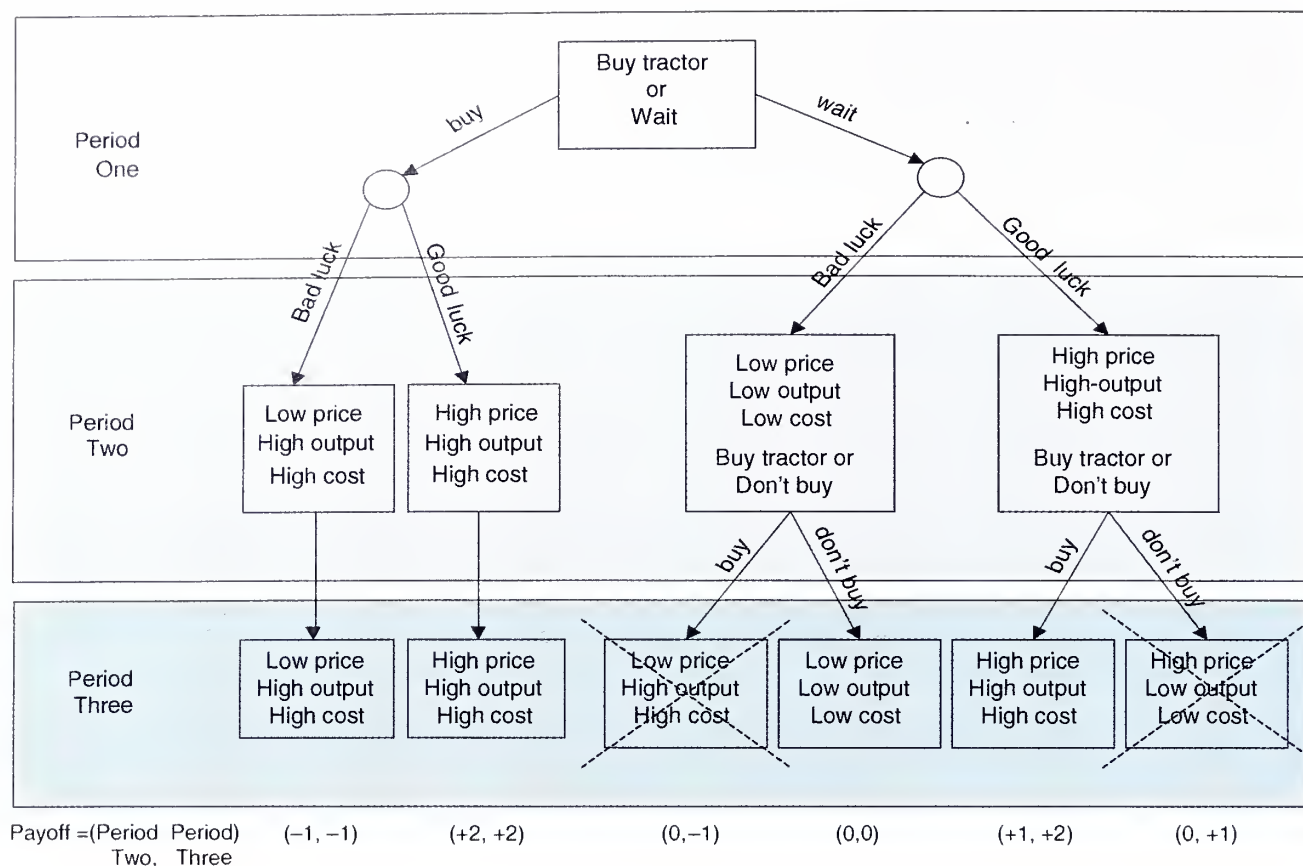 Buy tractor
or
Wait
buy
wait
Period
One
Bad luck
Good luck
Bad luck
Good luck
Period
Two
Low price
High output
High cost
High price
High output
High cost
Low price
Low output
Low cost
Buy tractor or
Don't buy
High price
High-output
High cost
Buy tractor or
Don't buy
buy
don't buy
buy
don't buy
Period
Three
Low price
High output
High cost
High price
High output
High cost
Low price
High output
High cost
Low price
Low output
Low cost
High price
High output
High cost
High price
Low output
Low cost
Payoff =(Period Period)
Two, Three
(–1, –1)
(+2, +2)
(0,–1)
(0,0)
(+1, +2)
(0, +1)